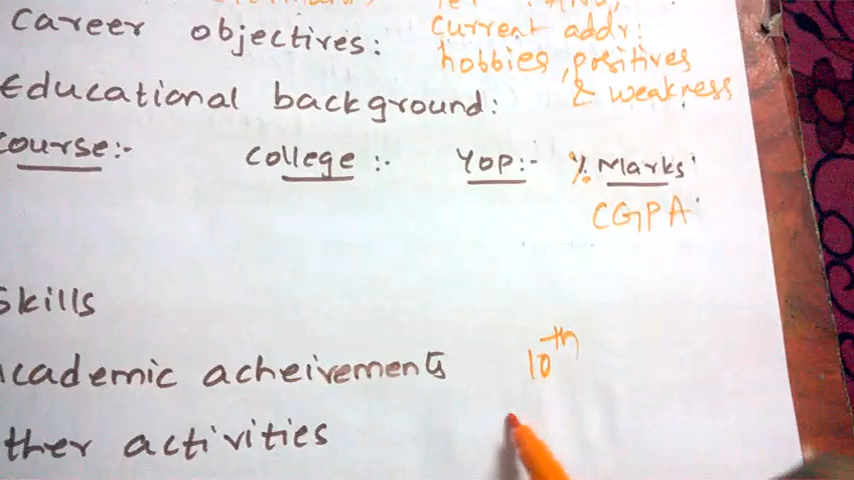 career objectives: current addr:
hobbies, positives
Educational background: & weakness
course:- college :- YOP:- % Marks
CGPA
Skills
academic acheivements 10th
ther activities